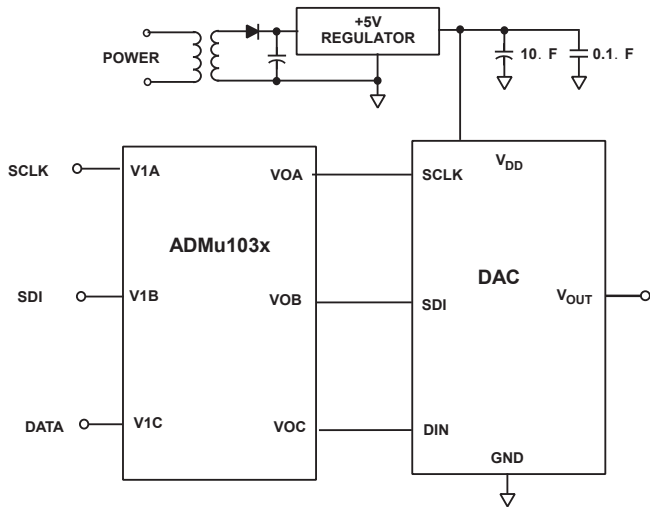 +5V
REGULATOR
POWER
10. F
0.1. F
SCLK
V1A
VOA
SCLK
VDD
ADMu103x
DAC
SDI
V1B
VOB
SDI
VOUT
DATA
V1C
VOC
DIN
GND